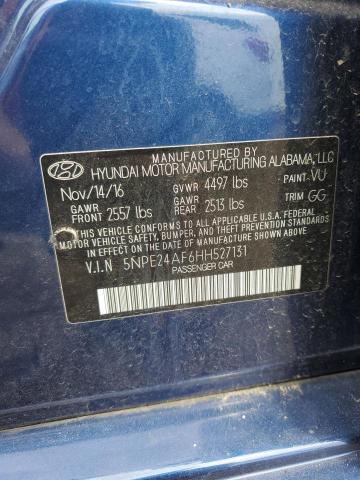 MANUFACTURED BY
HYUNDAI MOTOR MANUFACTURING ALABAMA, LLC
Nov/14/16 GVWR 4497 lbs PAINT-VU
GAWR FRONT 2557 lbs GAWR REAR 2513 lbs TRIM GG
THIS VEHICLE CONFORMS TO ALL APPLICABLE U.S. FEDERAL
MOTOR VEHICLE SAFETY, BUMPER, AND THEFT PREVENTION
STANDARDS IN EFFECT ON THE DATE OF MANUFACTURE SHOWN ABOVE.
V.I.N 5NPE24AF6HH527131
PASSENGER CAR